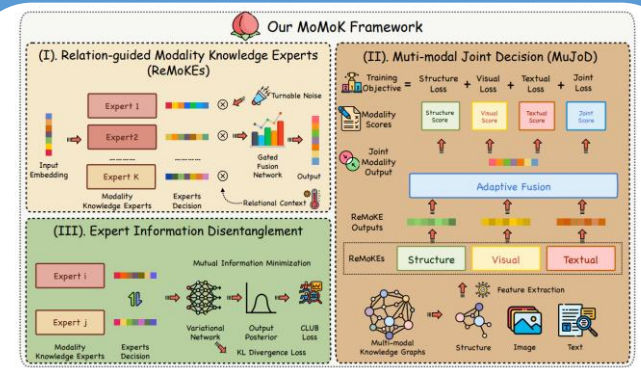 Our MoMoK Framework
(I). Relation-guided Modality Knowledge Experts
(ReMoKEs)
Expert 1
Expert2
............
Expert K
Input
Embedding
Modality
Knowledge Experts
Experts
Decision
Turnable Noise
Gated
Fusion
Network
Output
Relational Context
(III). Expert Information Disentanglement
Expert i
Expert j
Modality
Knowledge Experts
Experts
Decision
Mutual Information Minimization
Variational
Network
Output
Posterior
CLUB
Loss
KL Divergence Loss
(II). Muti-modal Joint Decision (MuJoD)
Training
Objective
= Structure Loss + Visual Loss + Textual Loss + Joint Loss
Modality
Scores
Structure
Score
Visual
Score
Textual
Score
Joint
Score
Joint
Modality
Output
Adaptive Fusion
ReMoKE
Outputs
ReMoKEs
Structure
Visual
Textual
Feature Extraction
Multi-modal
Knowledge Graphs
Structure
Image
Text